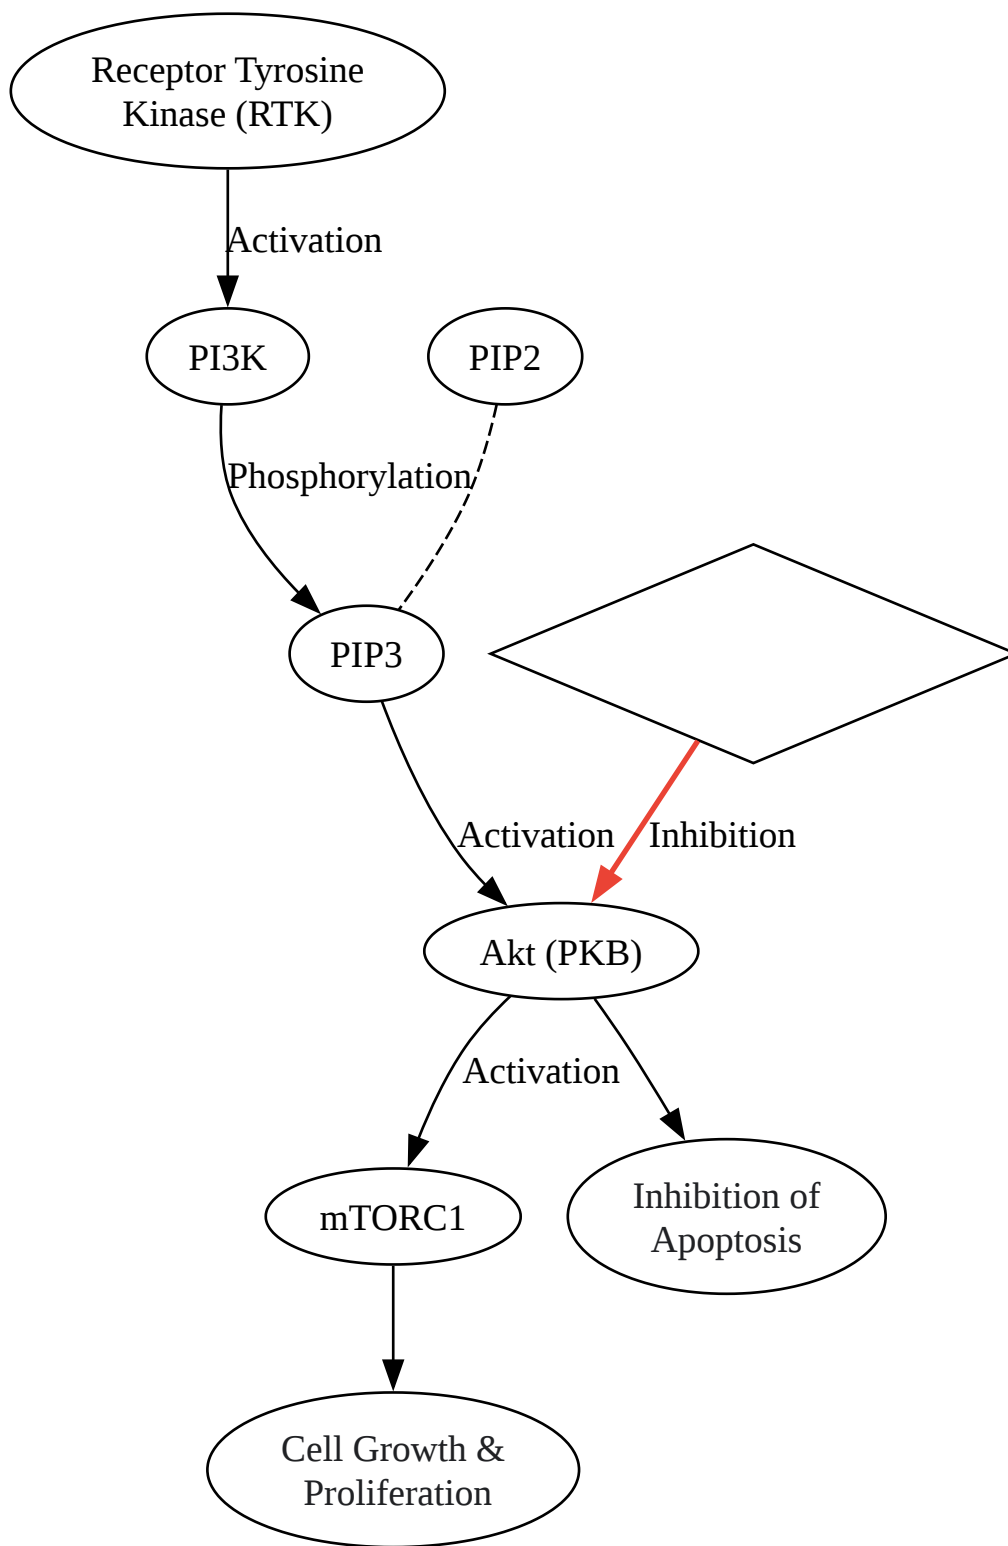 Receptor Tyrosine
Kinase (RTK)
Activation
PI3K
PIP2
Phosphorylation
PIP3
Activation
Inhibition
Akt (PKB)
Activation
mTORC1
Inhibition of
Apoptosis
Cell Growth &
Proliferation